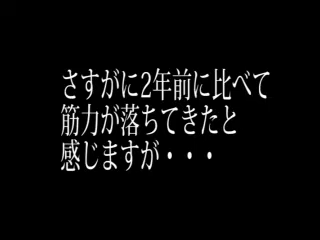 さすがに2年前に比べて
筋力が落ちてきたと
感じますが・・・